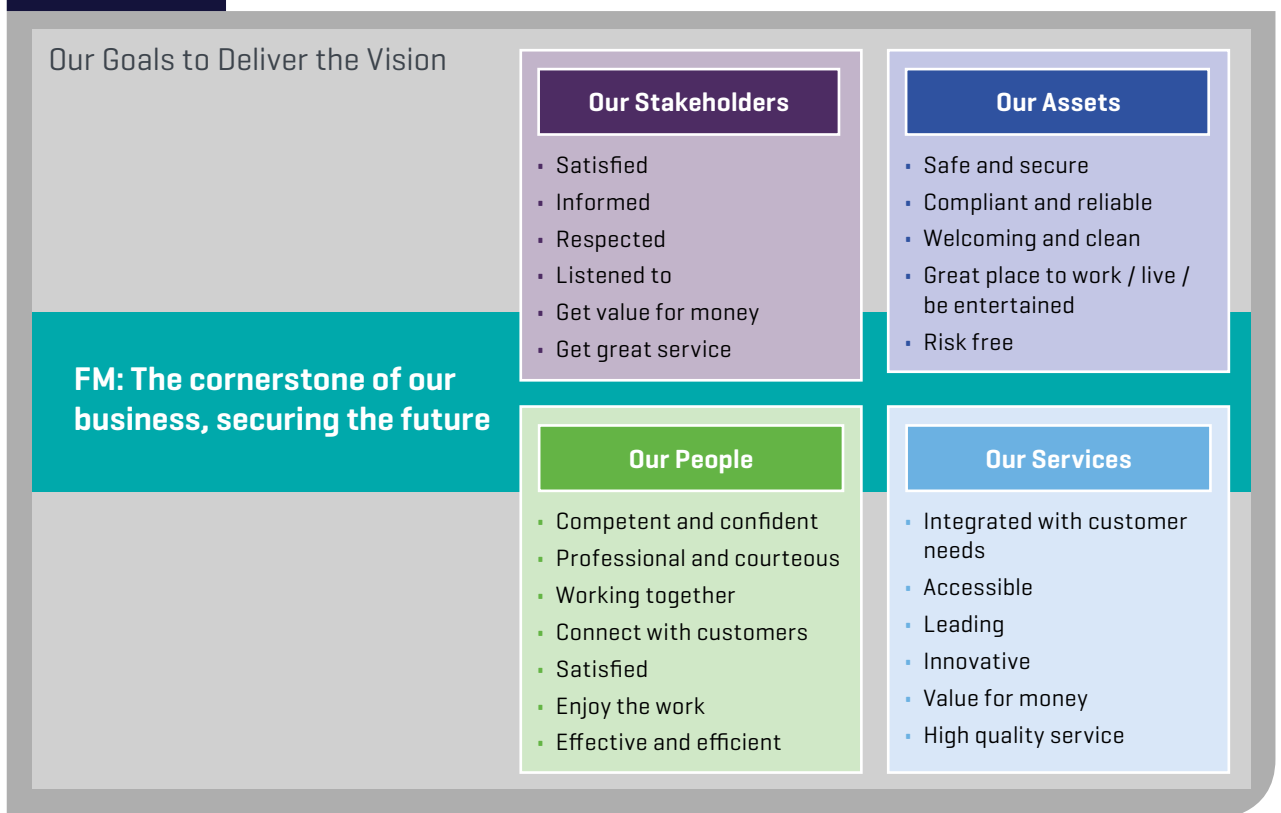 Our Goals to Deliver the Vision
FM: The cornerstone of our
business, securing the future
Our Stakeholders
· Satisfied
· Informed
· Respected
· Listened to
· Get value for money
· Get great service
Our Assets
· Safe and secure
· Compliant and reliable
· Welcoming and clean
· Great place to work / live /
be entertained
· Risk free
Our People
· Competent and confident
· Professional and courteous
· Working together
· Connect with customers
· Satisfied
· Enjoy the work
· Effective and efficient
Our Services
· Integrated with customer
needs
· Accessible
· Leading
· Innovative
· Value for money
· High quality service